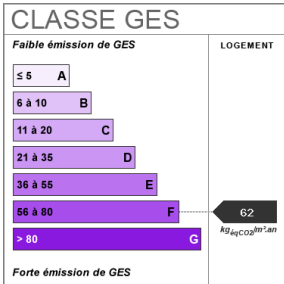 CLASSE GES
Faible émission de GES
LOGEMENT
≤ 5 A
6 à 10 B
11 à 20 C
21 à 35 D
36 à 55 E
56 à 80 F
62
kgéqCO2/m².an
> 80 G
Forte émission de GES